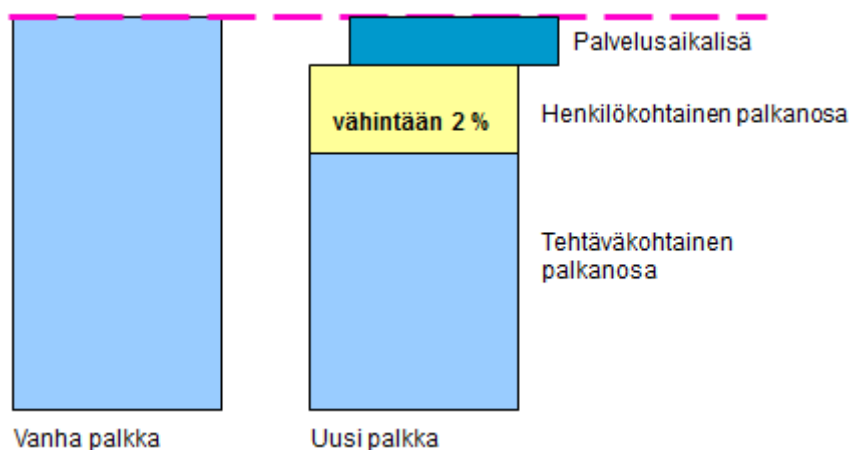 Palvelusaikalisä
vähintään 2 %
Henkilökohtainen palkanosa
Tehtäväkohtainen
palkanosa
Vanha palkka
Uusi palkka